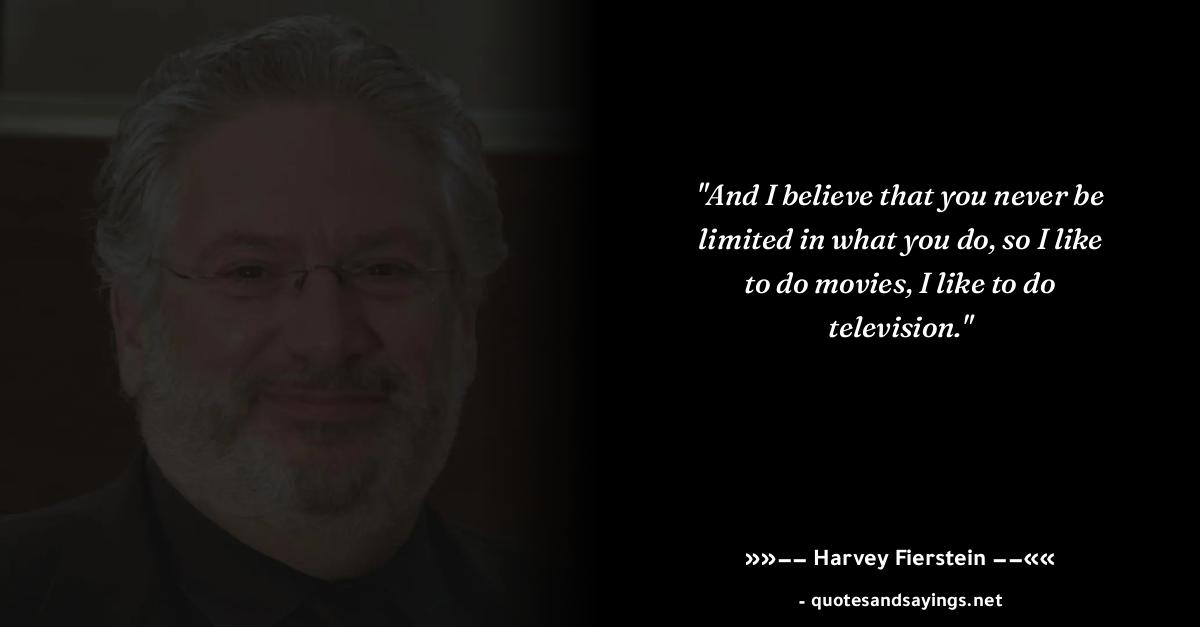 "And I believe that you never be
limited in what you do, so I like
to do movies, I like to do
television."
»»−− Harvey Fierstein −−««
- quotesandsayings.net